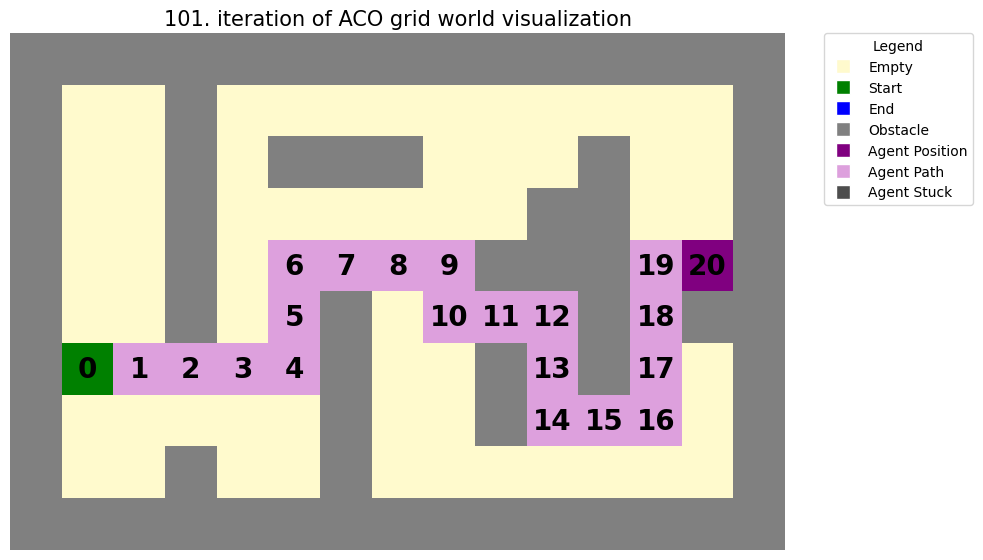 101. iteration of ACO grid world visualization
Legend
Empty
Start
End
Obstacle
Agent Position
Agent Path
Agent Stuck
6 7 8 9 19 20
5 10 11 12 18
0 1 2 3 4 13 17
14 15 16